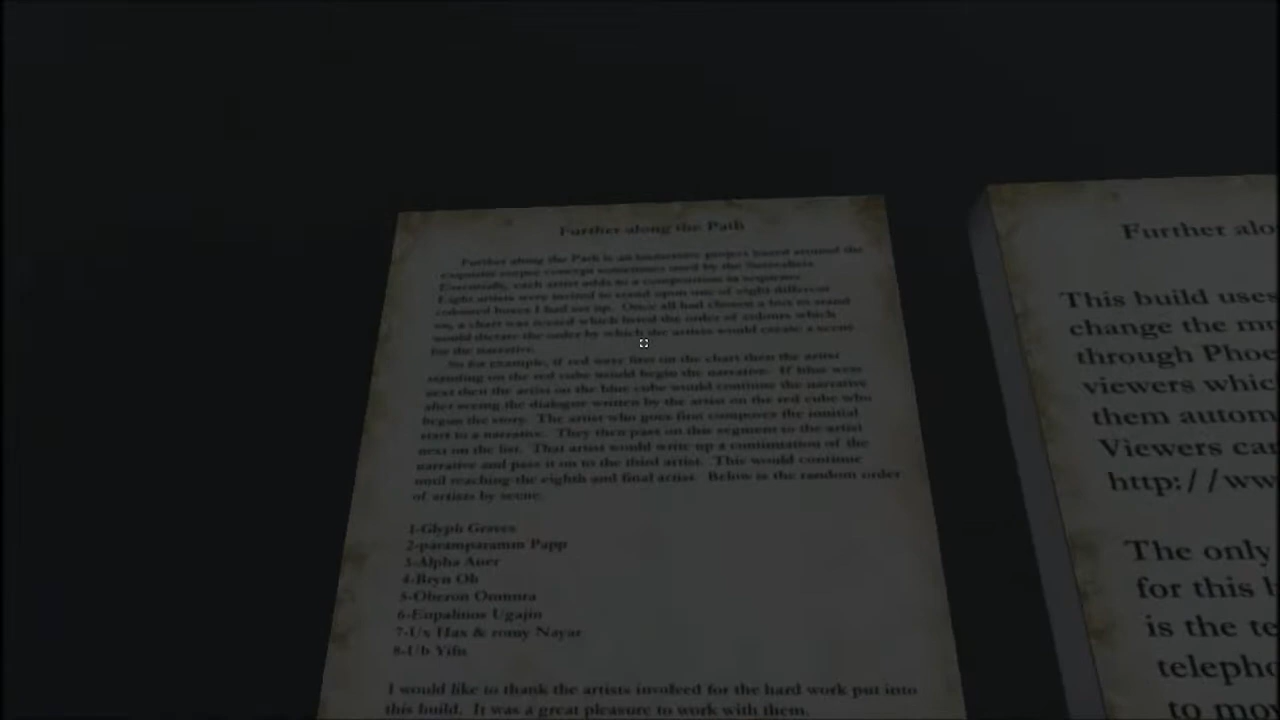 Further along the Path
Further along the Path is an immersive project based around the
exquisite corpse concept sometimes used by the Surrealists
Essentially, each artist adds to a composition in sequence
Eight artists were invited to stand upon one of eight different
coloured boxes I had set up. Once all had chosen a box to stand
on, a chart was which listed the order of colours which
would dictate the order by which the artists would create a scene
for the narrative.
So for example, if red were first on the chart then the artist
standing on the red cube would begin the narrative. If blue were
next then the artist on the blue cube would continue the narrative
after seeing the dialogue written by the artist on the red cube who
began the story. The artist who goes first composes the innitial
start to a narrative. They then pass on this segment to the artist
next on the list. That artist would write up a continuation of the
narrative and pass it on to the third artist. This would continue
until reaching the eighth and final artist. Below is the random order
of artists by scene.
1-Glyph Graves
2-paramparamm Papp
3-Alpha Auer
4-Bryn Oh
5-Oberon Onmura
6-Eupalinos Ugajin
7-Ux Hax & romy Nayar
8-Ub Yifu
I would like to thank the artists involved for the hard work put into
this build. It was a great pleasure to work with them.
Further alo
This build uses
change the
through Phoe
viewers whic
them autom
Viewers can
http://ww
The only
for this
is the te
telepho
to mo